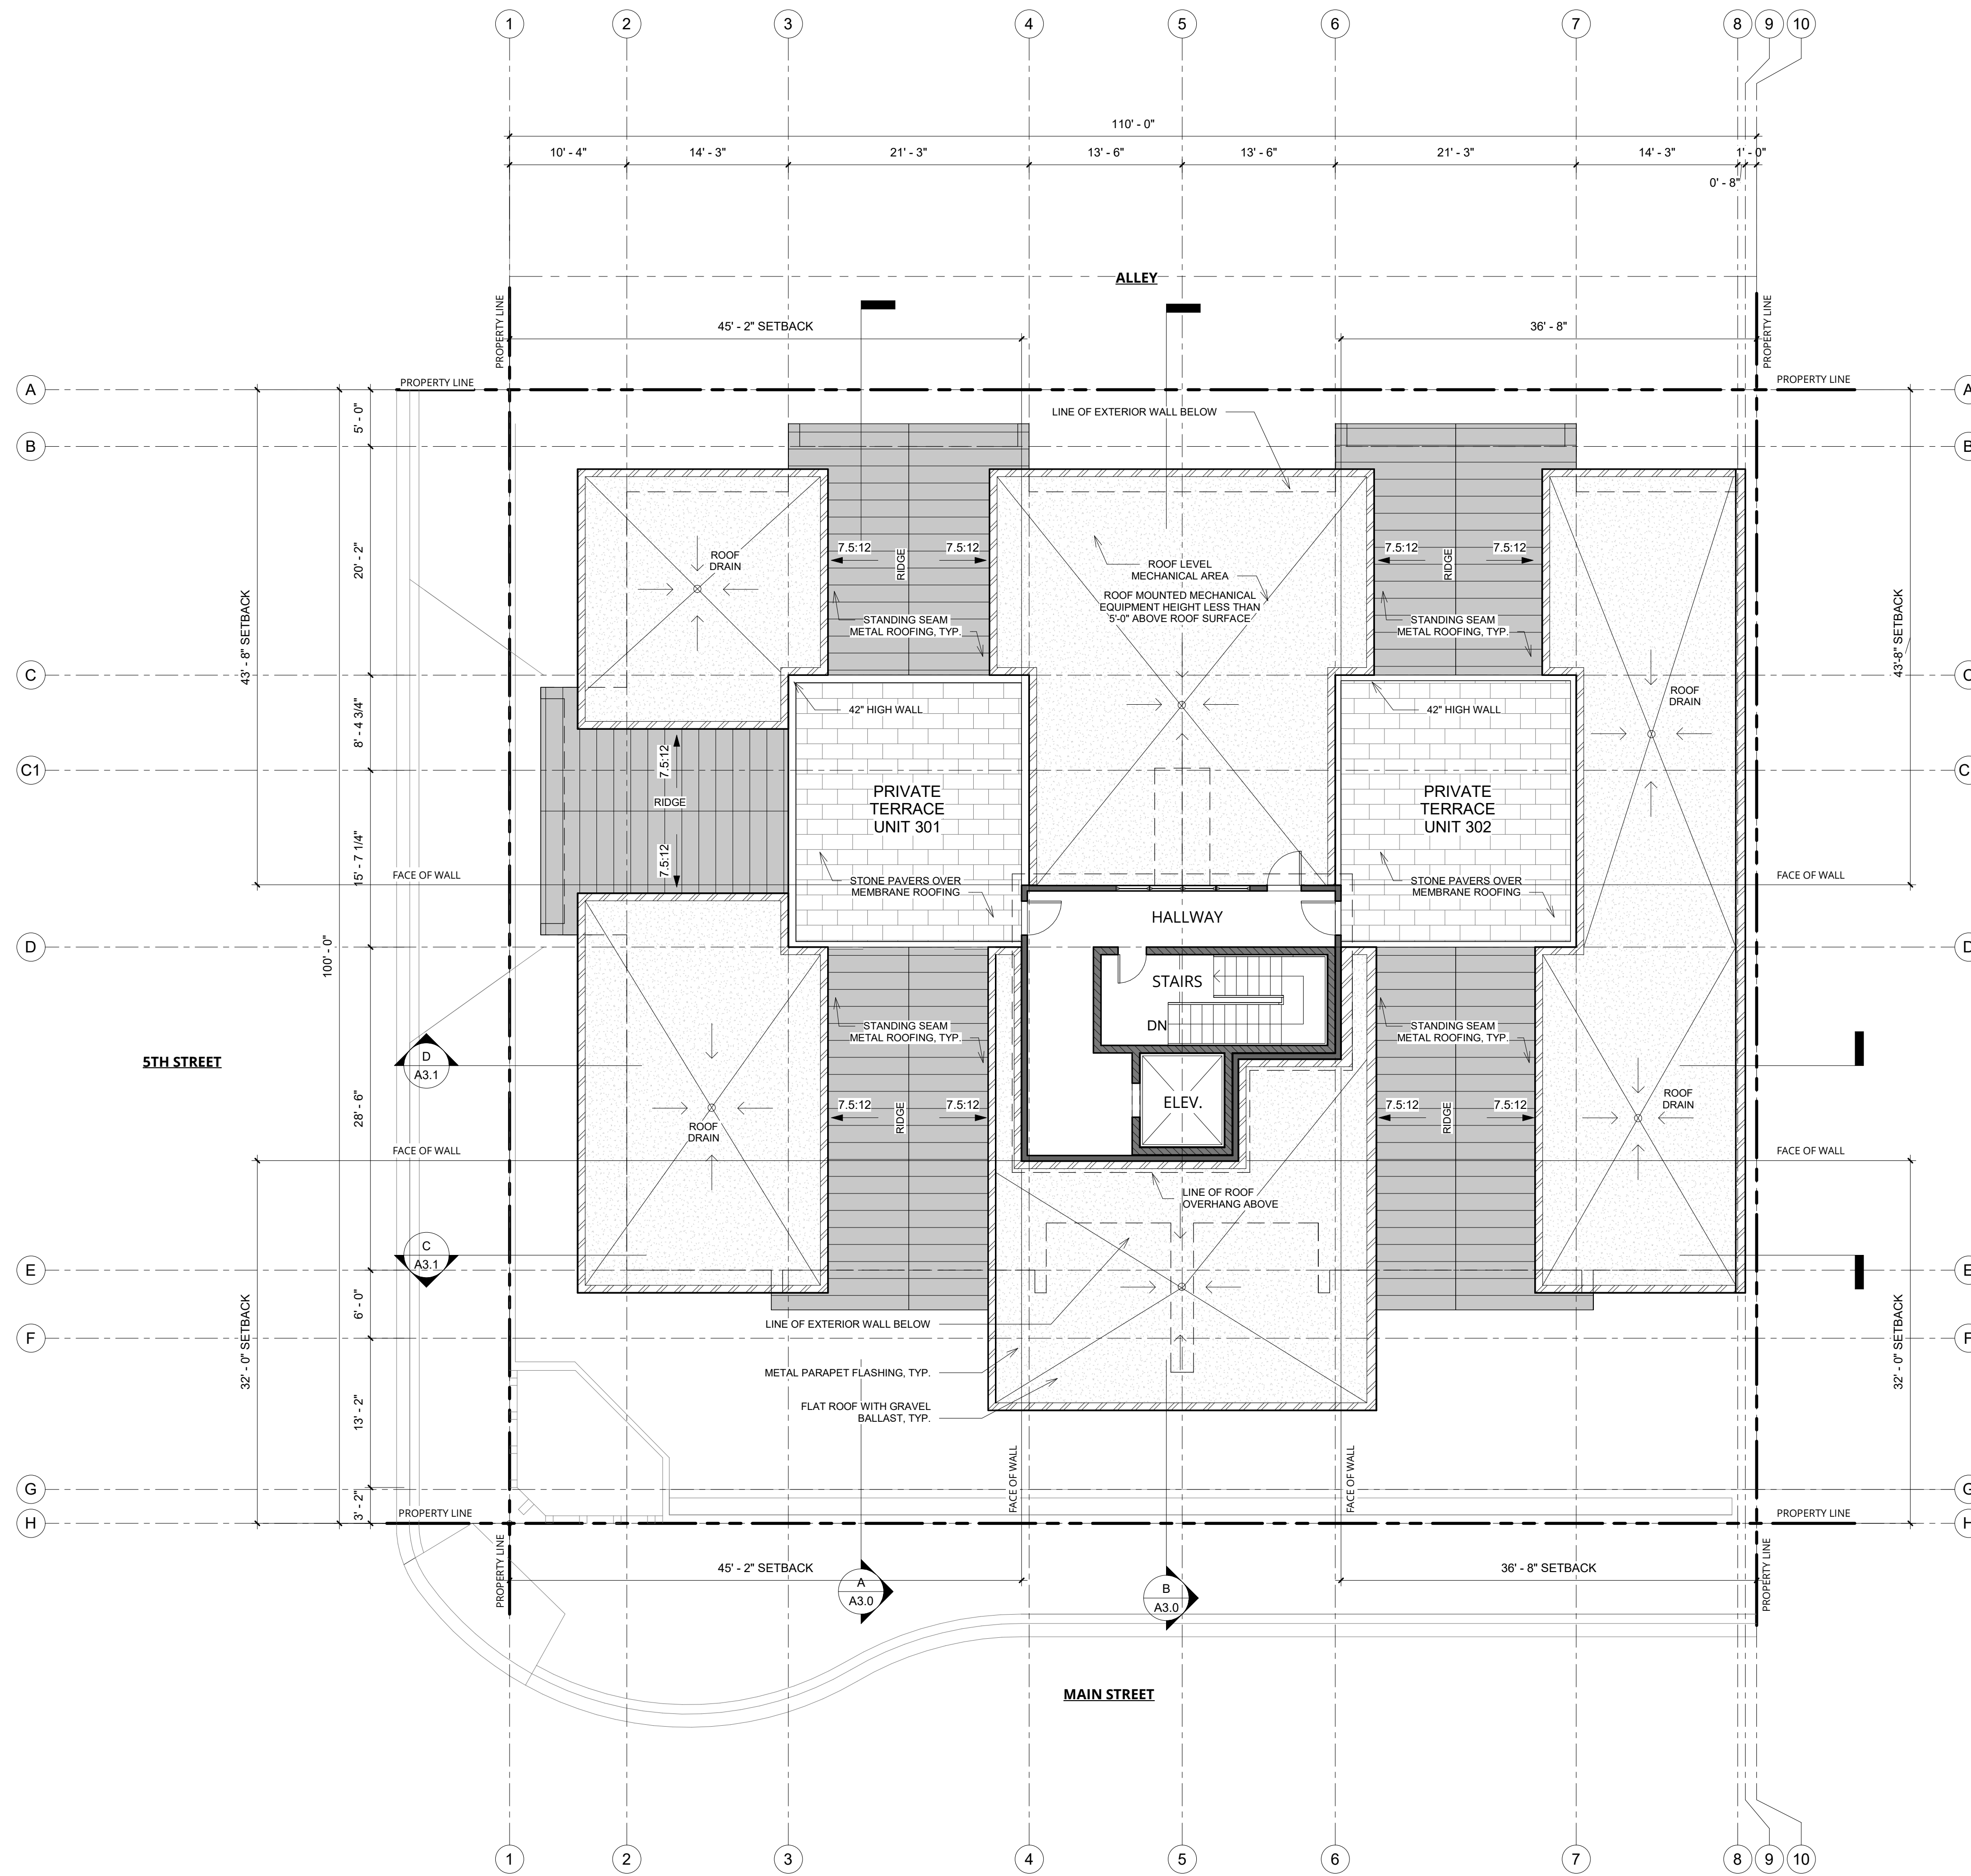 1 2 3 4 5 6 7 8 9 10
110' - 0"
10' - 4" 14' - 3" 21' - 3" 13' - 6" 13' - 6" 21' - 3" 14' - 3" 1' - 0"
0' - 8"
ALLEY
PROPERTY LINE
PROPERTY LINE
45' - 2" SETBACK
36' - 8"
A
PROPERTY LINE
PROPERTY LINE
A
5' - 0"
LINE OF EXTERIOR WALL BELOW
B
B
20' - 2"
43' - 8" SETBACK
43'-8" SETBACK
ROOF
DRAIN
7.5:12
RIDGE
7.5:12
ROOF LEVEL
MECHANICAL AREA
ROOF MOUNTED MECHANICAL
EQUIPMENT HEIGHT LESS THAN
5'-0" ABOVE ROOF SURFACE
7.5:12
RIDGE
7.5:12
STANDING SEAM
METAL ROOFING, TYP.
STANDING SEAM
METAL ROOFING, TYP.
C
C
ROOF
DRAIN
42" HIGH WALL
42" HIGH WALL
8' - 4 3/4"
C1
C
7.5:12
RIDGE
7.5:12
PRIVATE
TERRACE
UNIT 301
PRIVATE
TERRACE
UNIT 302
15' - 7 1/4"
FACE OF WALL
FACE OF WALL
STONE PAVERS OVER
MEMBRANE ROOFING
STONE PAVERS OVER
MEMBRANE ROOFING
HALLWAY
D
D
100' - 0"
STAIRS
DN
STANDING SEAM
METAL ROOFING, TYP.
STANDING SEAM
METAL ROOFING, TYP.
5TH STREET
D
A3.1
28' - 6"
7.5:12
RIDGE
7.5:12
ELEV.
7.5:12
RIDGE
7.5:12
ROOF
DRAIN
ROOF
DRAIN
FACE OF WALL
FACE OF WALL
LINE OF ROOF
OVERHANG ABOVE
C
A3.1
E
E
6' - 0"
32' - 0" SETBACK
32' - 0" SETBACK
LINE OF EXTERIOR WALL BELOW
F
F
METAL PARAPET FLASHING, TYP.
FLAT ROOF WITH GRAVEL
BALLAST, TYP.
13' - 2"
FACE OF WALL
FACE OF WALL
G
G
3' - 2"
PROPERTY LINE
PROPERTY LINE
H
H
PROPERTY LINE
PROPERTY LINE
45' - 2" SETBACK
36' - 8" SETBACK
A
A3.0
B
A3.0
MAIN STREET
1 2 3 4 5 6 7 8 9 10